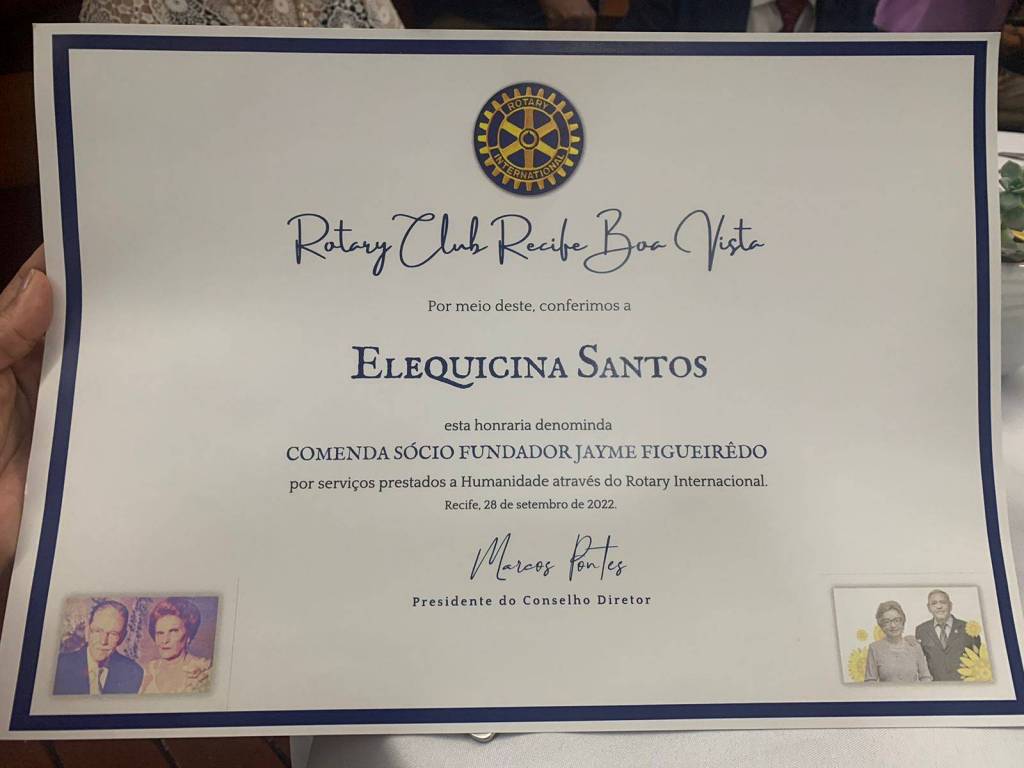 ROTARY
INTERNATIONAL
Rotary Club Recife Boa Vista
Por meio deste, conferimos a
ELEQUICINA SANTOS
esta honraria denominda
COMENDA SÓCIO FUNDADOR JAYME FIGUEIRÊDO
por serviços prestados a Humanidade através do Rotary Internacional.
Recife, 28 de setembro de 2022.
Marcos Pontes
Presidente do Conselho Diretor